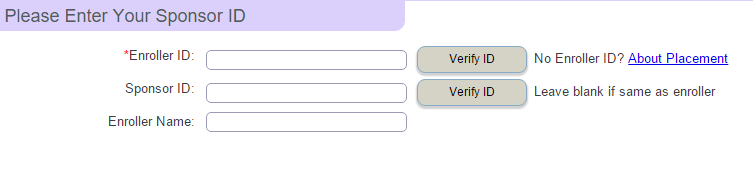 Please Enter Your Sponsor ID
*Enroller ID: Verify ID No Enroller ID? About Placement
Sponsor ID: Verify ID Leave blank if same as enroller
Enroller Name: